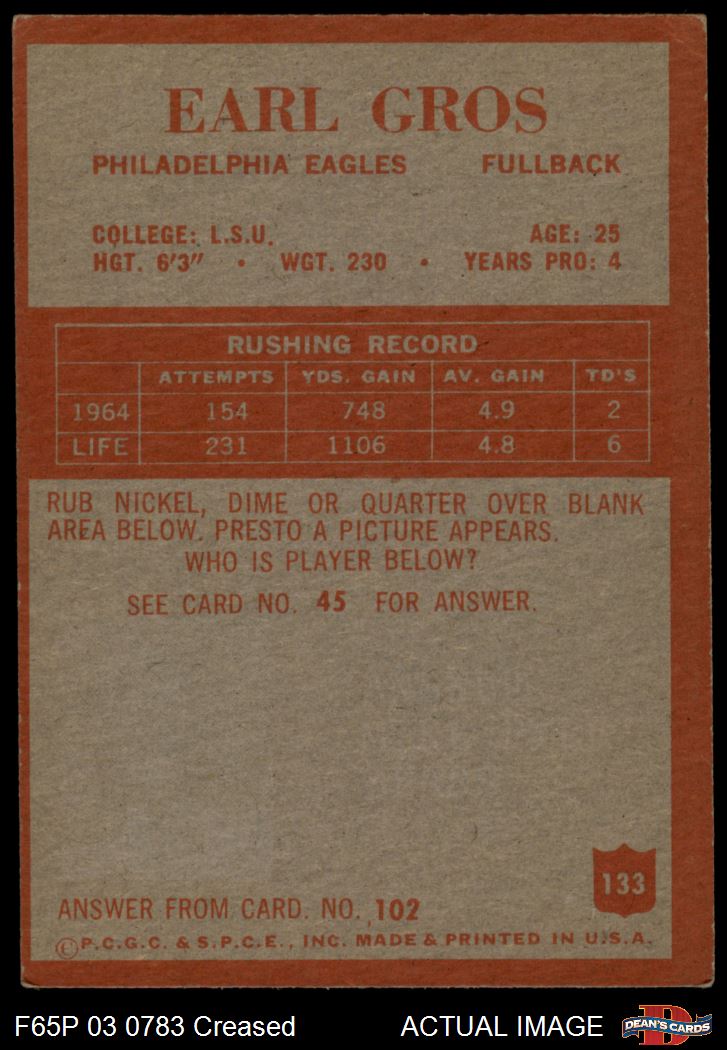 EARL GROS
PHILADELPHIA EAGLES FULLBACK
COLLEGE: L.S.U. AGE: 25
HGT. 6'3" • WGT. 230 • YEARS PRO: 4
RUSHING RECORD
ATTEMPTS YDS. GAIN AV. GAIN TD'S
1964 154 748 4.9 2
LIFE 231 1106 4.8 6
RUB NICKEL, DIME OR QUARTER OVER BLANK
AREA BELOW. PRESTO A PICTURE APPEARS.
WHO IS PLAYER BELOW?
SEE CARD NO. 45 FOR ANSWER.
133
ANSWER FROM CARD. NO. 102
©P.C.G.C. & S.P.C.E., INC. MADE & PRINTED IN U.S.A.
F65P 03 0783 Creased ACTUAL IMAGE
D
DEAN'S CARDS